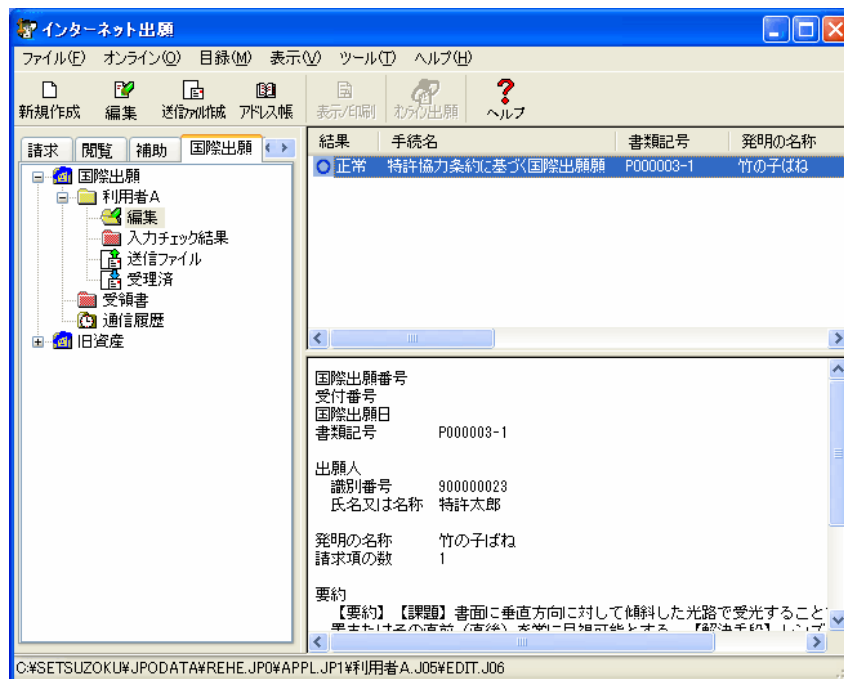 インターネット出願
ファイル(F) オンライン(O) 目録(M) 表示(V) ツール(T) ヘルプ(H)
新規作成 編集 送信ファイル作成 アドレス帳 表示/印刷 オンライン出願 ヘルプ
請求 閲覧 補助 国際出願
国際出願
利用者A
編集
入力チェック結果
送信ファイル
受理済
受領書
通信履歴
旧資産
結果 手続名 書類記号 発明の名称
正常 特許協力条約に基づく国際出願願 P000003-1 竹の子ばね
国際出願番号
受付番号
国際出願日
書類記号 P000003-1
出願人
識別番号 900000023
氏名又は名称 特許太郎
発明の名称 竹の子ばね
請求項の数 1
要約
【要約】【課題】書面に垂直方向に対して傾斜した光路で受光すること
C:¥SETSUZOKU¥JPODATA¥REHE.JP0¥APPL.JP1¥利用者A.J05¥EDIT.J06